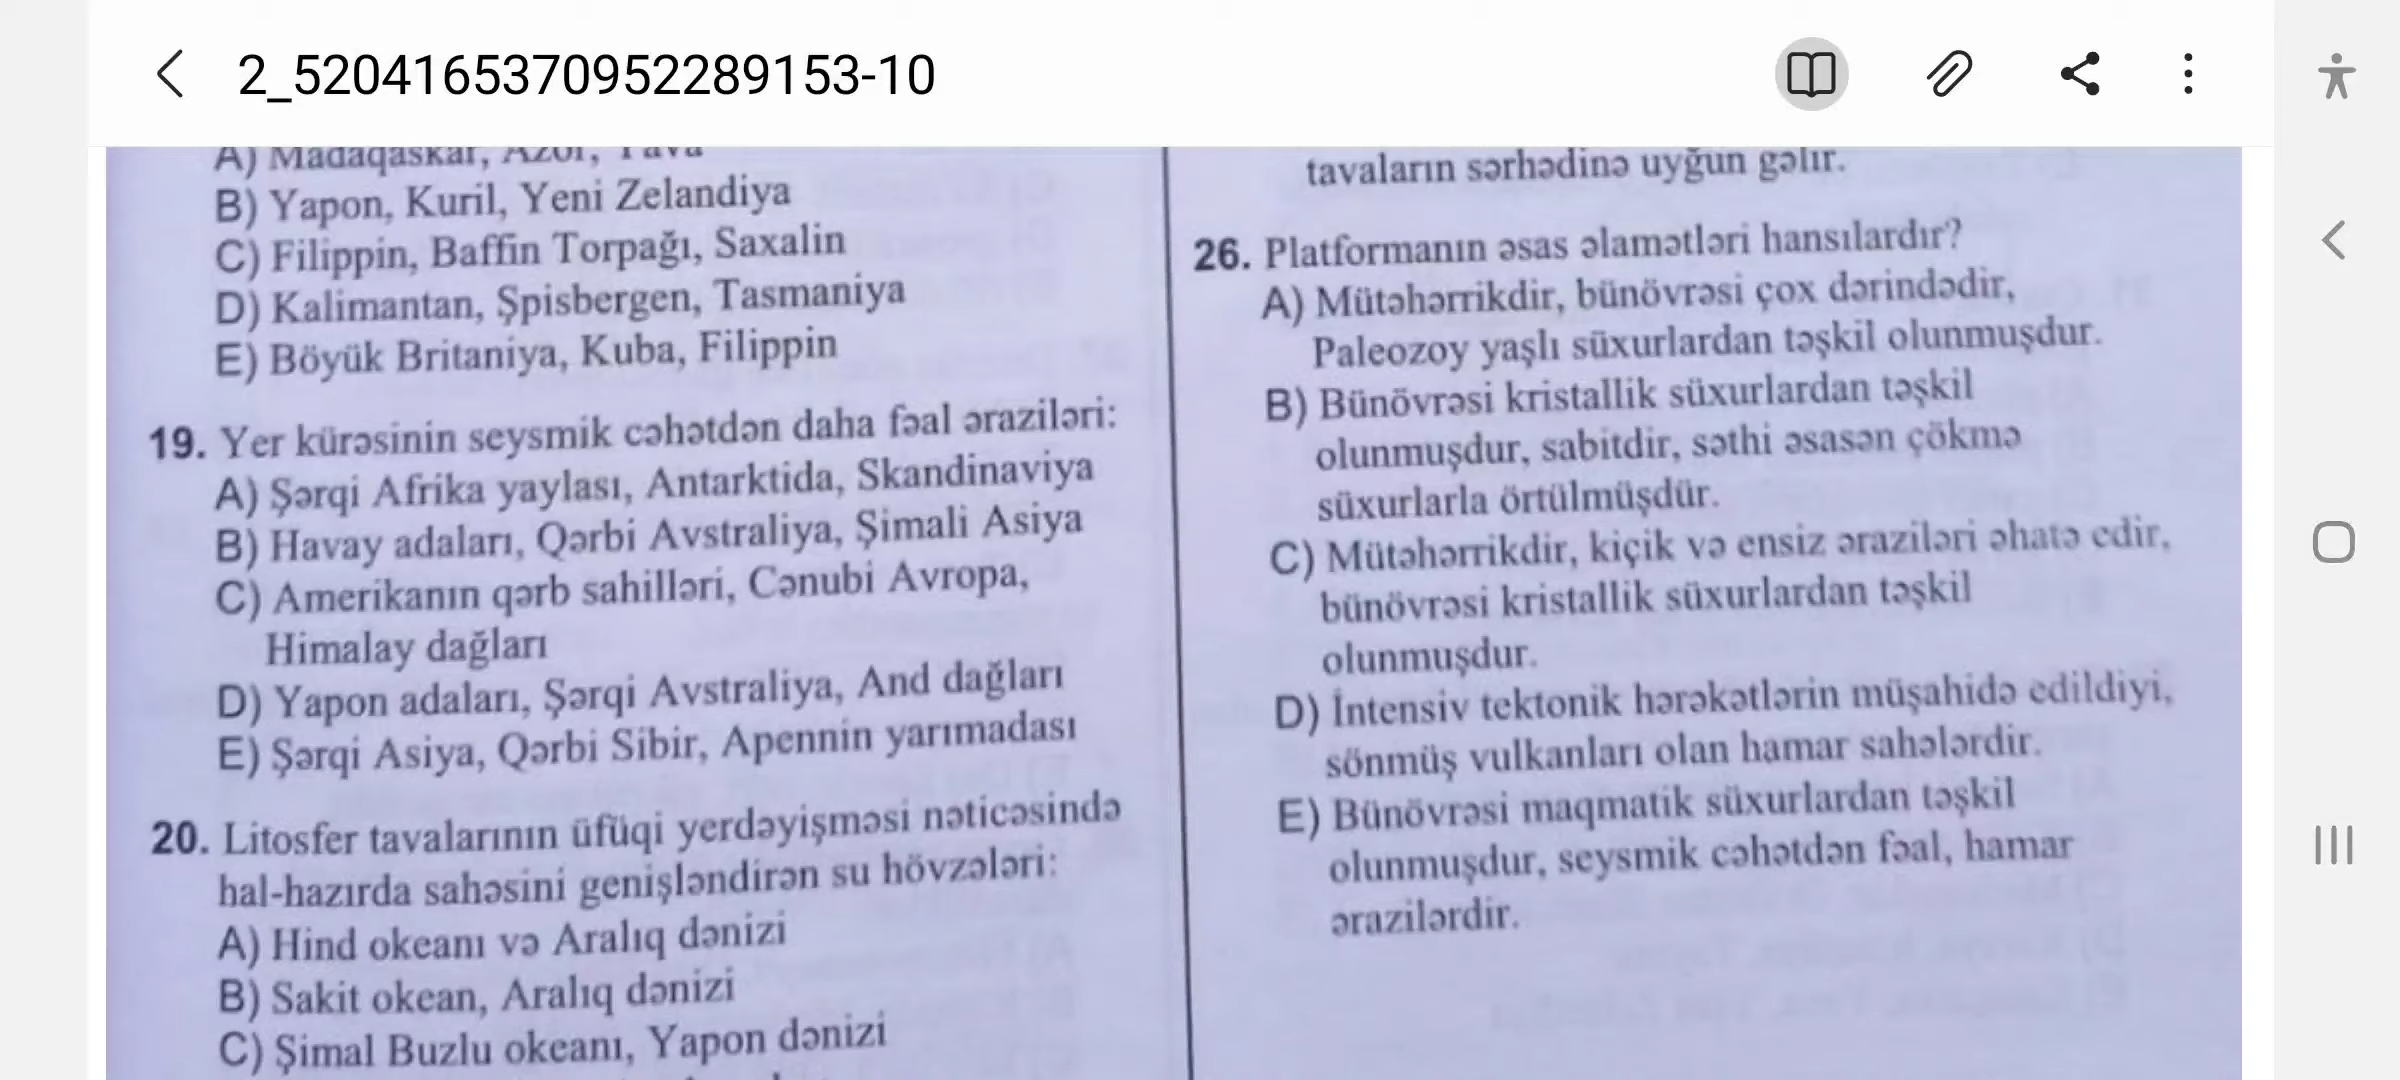 2_5204165370952289153-10
A) Madaqaskar, Azor, Yava
B) Yapon, Kuril, Yeni Zelandiya
C) Filippin, Baffin Torpağı, Saxalin
D) Kalimantan, Şpisbergen, Tasmaniya
E) Böyük Britaniya, Kuba, Filippin
19. Yer kürəsinin seysmik cəhətdən daha fəal əraziləri:
A) Şərqi Afrika yaylası, Antarktida, Skandinaviya
B) Havay adaları, Qərbi Avstraliya, Şimali Asiya
C) Amerikanın qərb sahilləri, Cənubi Avropa,
Himalay dağları
D) Yapon adaları, Şərqi Avstraliya, And dağları
E) Şərqi Asiya, Qərbi Sibir, Apennin yarımadası
20. Litosfer tavalarının üfüqi yerdəyişməsi nəticəsində
hal-hazırda sahəsini genişləndirən su hövzələri:
A) Hind okeanı və Aralıq dənizi
B) Sakit okean, Aralıq dənizi
C) Şimal Buzlu okeanı, Yapon dənizi
tavaların sərhədinə uyğun gəlir.
26. Platformanın əsas əlamətləri hansılardır?
A) Mütəhərrikdir, bünövrəsi çox dərindədir,
Paleozoy yaşlı süxurlardan təşkil olunmuşdur.
B) Bünövrəsi kristallik süxurlardan təşkil
olunmuşdur, sabitdir, səthi əsasən çökmə
süxurlarla örtülmüşdür.
C) Mütəhərrikdir, kiçik və ensiz əraziləri əhatə edir,
bünövrəsi kristallik süxurlardan təşkil
olunmuşdur.
D) İntensiv tektonik hərəkətlərin müşahidə edildiyi,
sönmüş vulkanları olan hamar sahələrdir.
E) Bünövrəsi maqmatik süxurlardan təşkil
olunmuşdur, seysmik cəhətdən fəal, hamar
ərazilərdir.